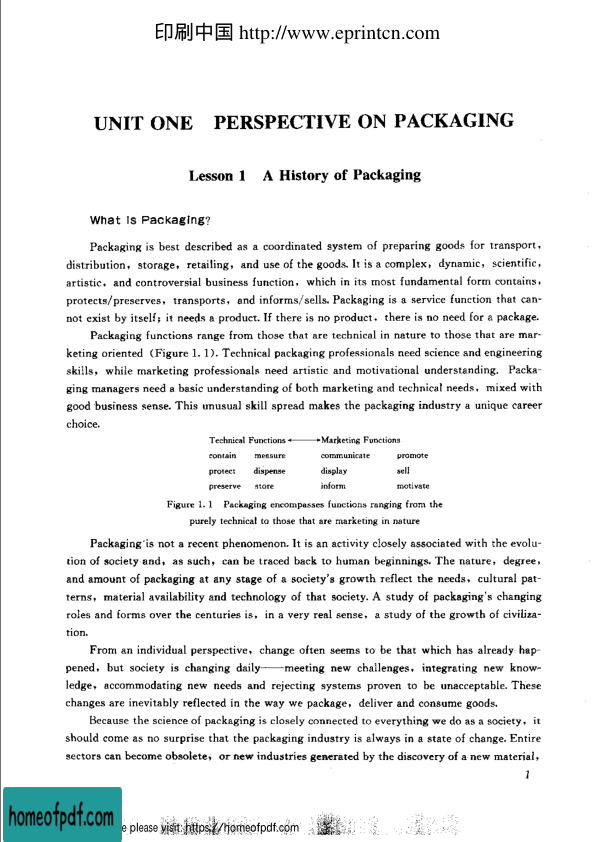 印刷中国 http://www.eprintcn.com
UNIT ONE PERSPECTIVE ON PACKAGING
Lesson 1 A History of Packaging
What Is Packaging?
Packaging is best described as a coordinated system of preparing goods for transport,
distribution, storage, retailing, and use of the goods. It is a complex, dynamic, scientific,
artistic, and controversial business function, which in its most fundamental form contains,
protects/preserves, transports, and informs/sells. Packaging is a service function that can-
not exist by itself; it needs a product. If there is no product, there is no need for a package.
Packaging functions range from those that are technical in nature to those that are mar-
keting oriented (Figure 1. 1). Technical packaging professionals need science and engineering
skills, while marketing professionals need artistic and motivational understanding. Packa-
ging managers need a basic understanding of both marketing and technical needs, mixed with
good business sense. This unusual skill spread makes the packaging industry a unique career
choice.
Technical Functions ←——→ Marketing Functions
contain measure communicate promote
protect dispense display sell
preserve store inform motivate
Figure 1. 1 Packaging encompasses functions ranging from the
purely technical to those that are marketing in nature
Packaging is not a recent phenomenon. It is an activity closely associated with the evolu-
tion of society and, as such, can be traced back to human beginnings. The nature, degree,
and amount of packaging at any stage of a society's growth reflect the needs, cultural pat-
terns, material availability and technology of that society. A study of packaging's changing
roles and forms over the centuries is, in a very real sense, a study of the growth of civiliza-
tion.
From an individual perspective, change often seems to be that which has already hap-
pened, but society is changing daily——meeting new challenges, integrating new know-
ledge, accommodating new needs and rejecting systems proven to be unacceptable. These
changes are inevitably reflected in the way we package, deliver and consume goods.
Because the science of packaging is closely connected to everything we do as a society, it
should come as no surprise that the packaging industry is always in a state of change. Entire
sectors can become obsolete, or new industries generated by the discovery of a new material,
1
homeofpdf.com
e please visit: https://homeofpdf.com